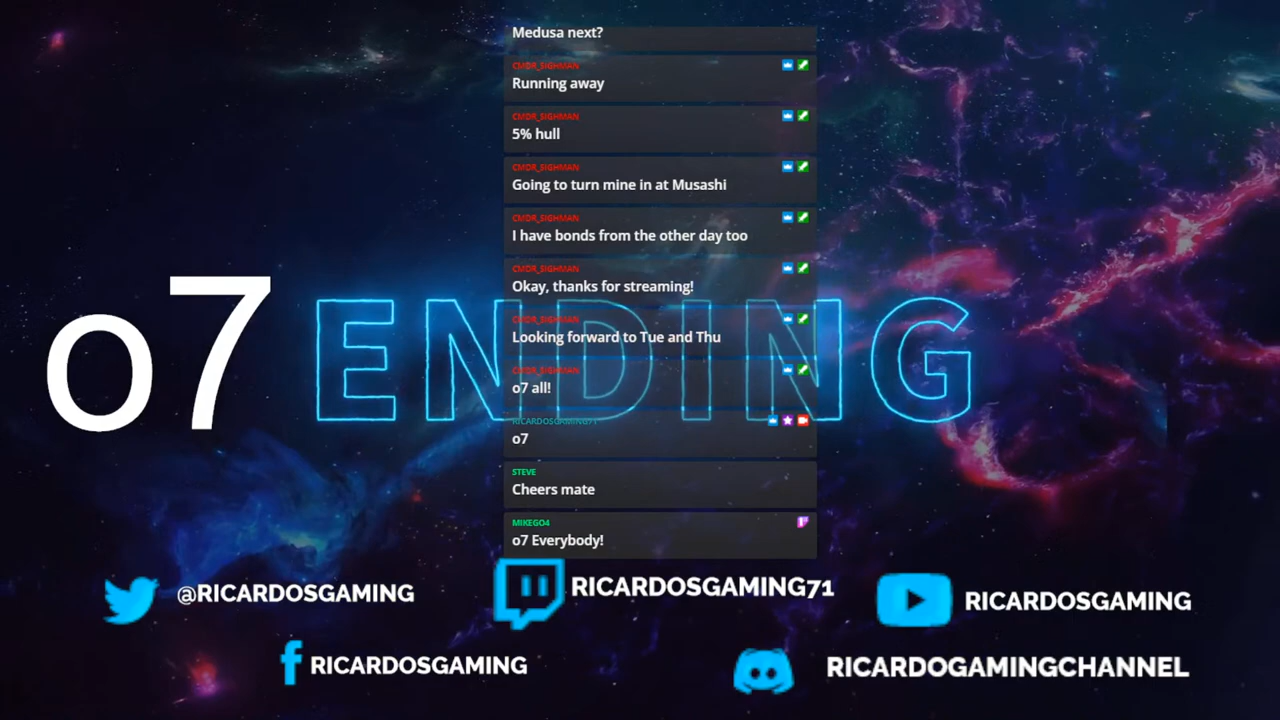 Medusa next?
CMDR_SIGHMAN
Running away
CMDR_SIGHMAN
5% hull
CMDR_SIGHMAN
Going to turn mine in at Musashi
CMDR_SIGHMAN
I have bonds from the other day too
CMDR_SIGHMAN
Okay, thanks for streaming!
CMDR_SIGHMAN
Looking forward to Tue and Thu
CMDR_SIGHMAN
o7 all!
RICARDOSGAMING71
o7
STEVE
Cheers mate
MIKEGO4
o7 Everybody!
o7 ENDING
@RICARDOSGAMING
RICARDOSGAMING71
RICARDOSGAMING
RICARDOSGAMING
RICARDOGAMINGCHANNEL